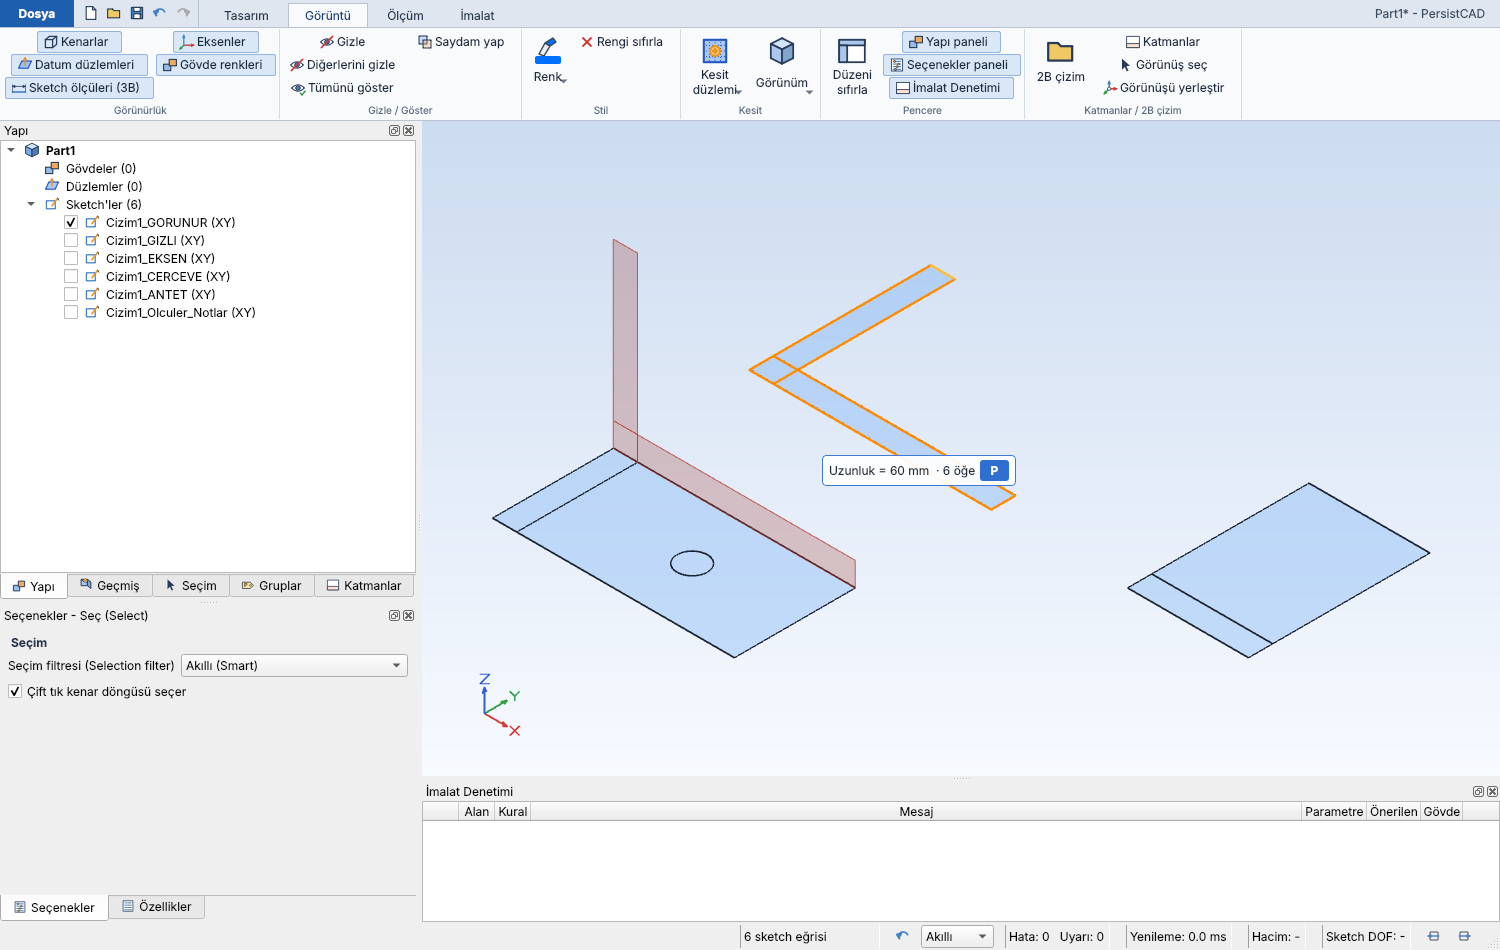 Dosya
Tasarım
Görüntü
Ölçüm
İmalat
Part1* - PersistCAD
Kenarlar
Eksenler
Datum düzlemleri
Gövde renkleri
Sketch ölçüleri (3B)
Görünürlük
Gizle
Saydam yap
Diğerlerini gizle
Tümünü göster
Gizle / Göster
Renk
Rengi sıfırla
Stil
Kesit
düzlemi
Görünüm
Kesit
Düzeni
sıfırla
Yapı paneli
Seçenekler paneli
İmalat Denetimi
Pencere
2B çizim
Katmanlar
Görünüş seç
Görünüşü yerleştir
Katmanlar / 2B çizim
Yapı
Part1
Gövdeler (0)
Düzlemler (0)
Sketch'ler (6)
Cizim1_GORUNUR (XY)
Cizim1_GIZLI (XY)
Cizim1_EKSEN (XY)
Cizim1_CERCEVE (XY)
Cizim1_ANTET (XY)
Cizim1_Olculer_Notlar (XY)
Yapı
Geçmiş
Seçim
Gruplar
Katmanlar
Seçenekler - Seç (Select)
Seçim
Seçim filtresi (Selection filter)
Akıllı (Smart)
Çift tık kenar döngüsü seçer
Seçenekler
Özellikler
Uzunluk = 60 mm · 6 öğe
P
Z
Y
X
İmalat Denetimi
Alan
Kural
Mesaj
Parametre
Önerilen
Gövde
6 sketch eğrisi
Akıllı
Hata: 0
Uyarı: 0
Yenileme: 0.0 ms
Hacim: -
Sketch DOF: -